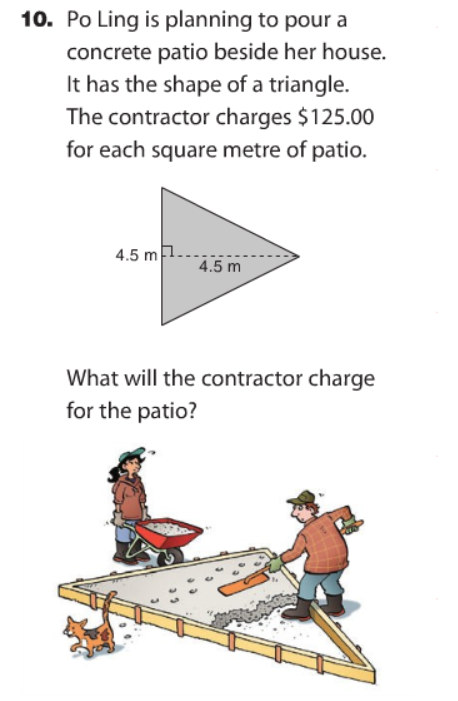 10. Po Ling is planning to pour a
concrete patio beside her house.
It has the shape of a triangle.
The contractor charges $125.00
for each square metre of patio.
4.5 m
4.5 m
What will the contractor charge
for the patio?